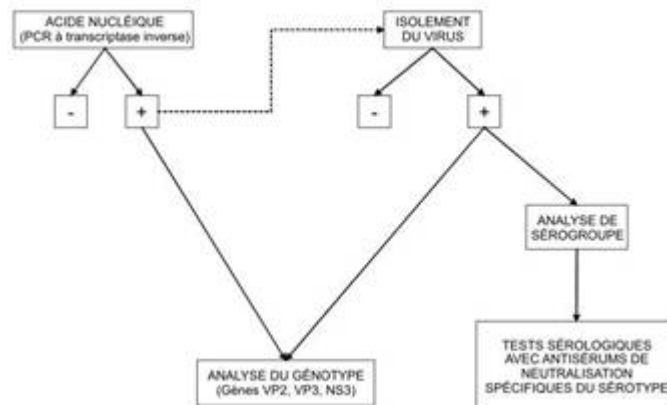 ACIDE NUCLÉIQUE
(PCR à transcriptase inverse)
ISOLEMENT
DU VIRUS
-
+
-
+
ANALYSE DE
SÉROGROUPE
ANALYSE DU GÉNOTYPE
(Gènes VP2, VP3, NS3)
TESTS SÉROLOGIQUES
AVEC ANTISÉRUMS DE
NEUTRALISATION
SPÉCIFIQUES DU SÉROTYPE